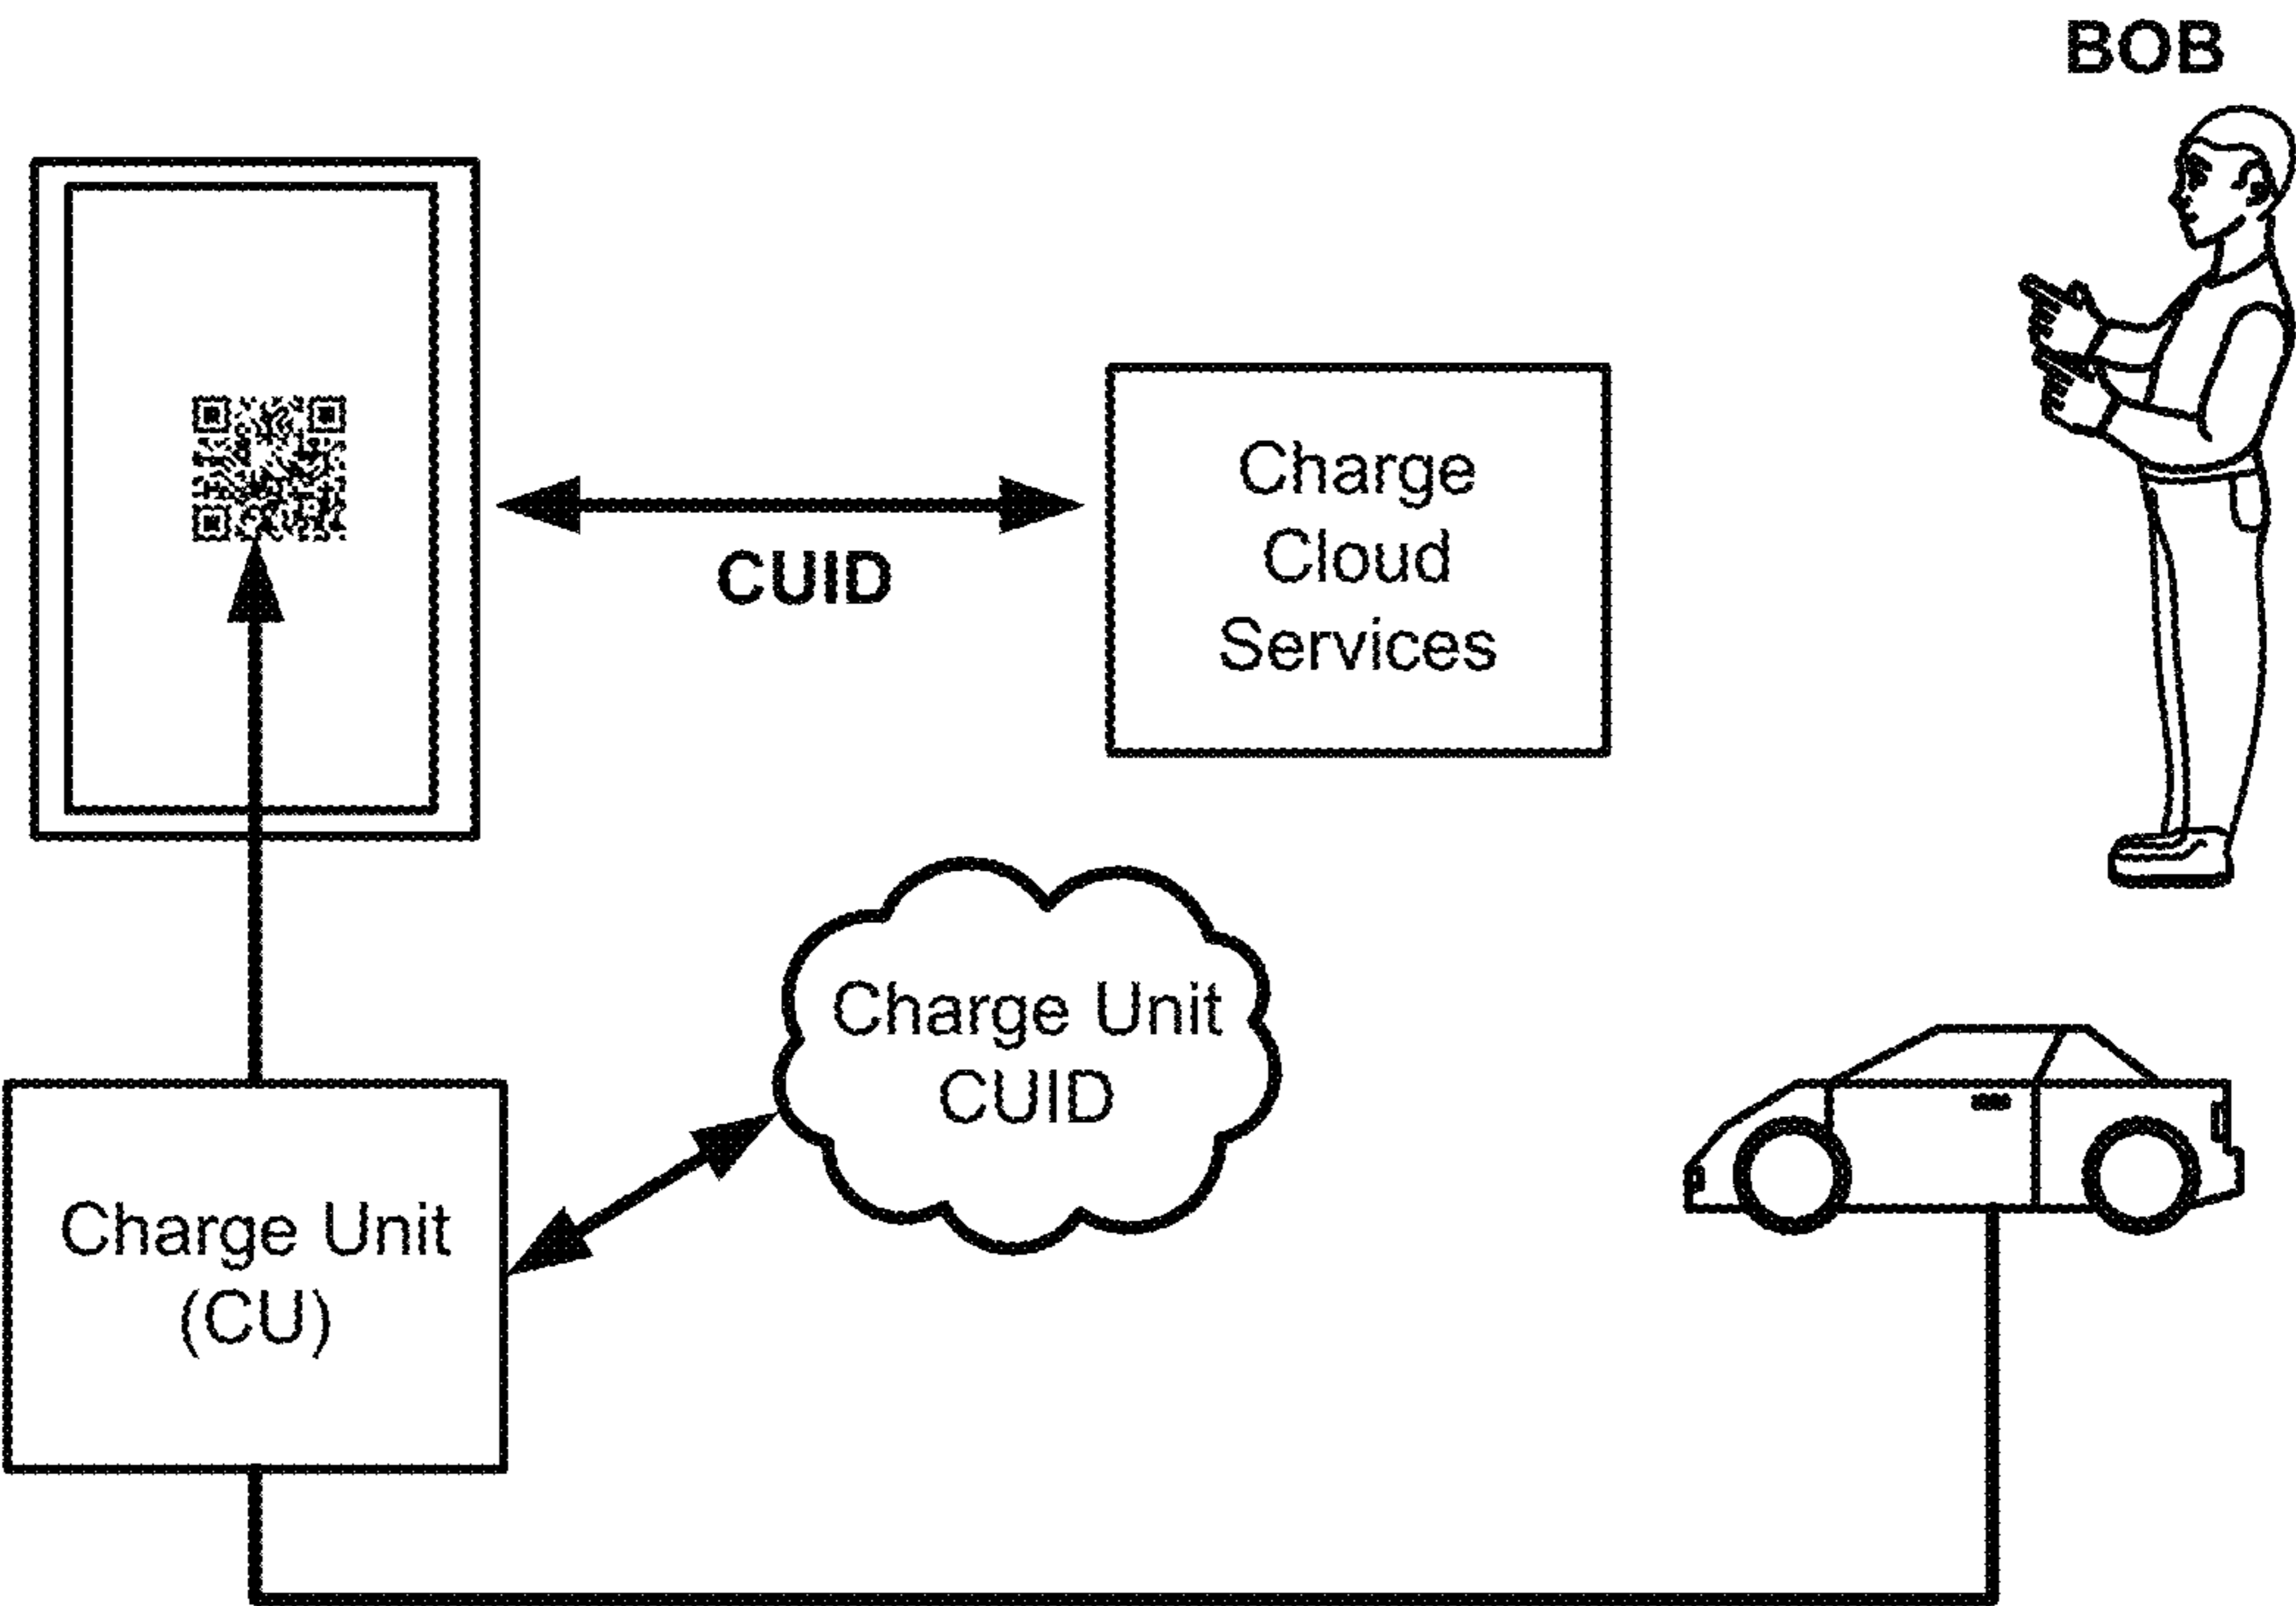 BOB
Charge
Cloud
Services
CUID
Charge Unit
CUID
Charge Unit
(CU)